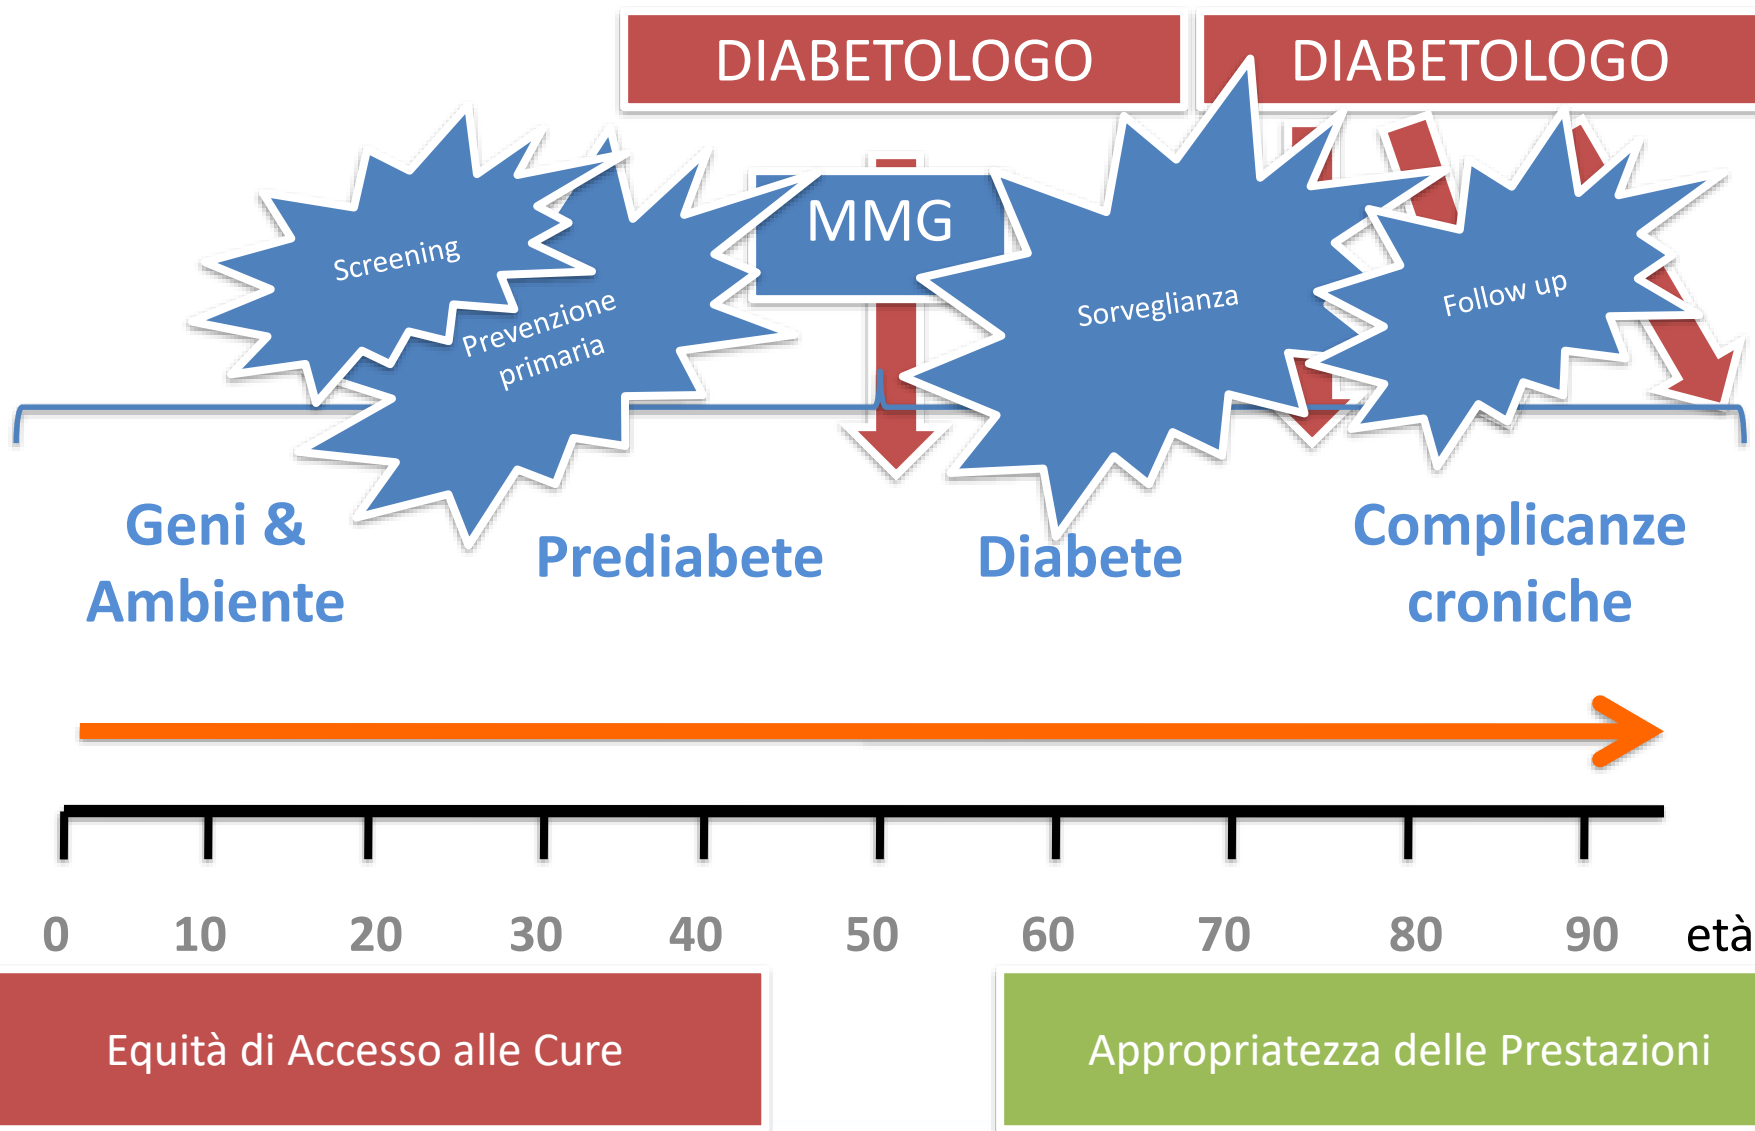 DIABETOLOGO
DIABETOLOGO
MMG
Screening
Prevenzione
primaria
Sorveglianza
Follow up
Geni &
Ambiente
Prediabete
Diabete
Complicanze
croniche
0 10 20 30 40 50 60 70 80 90 età
Equità di Accesso alle Cure
Appropriatezza delle Prestazioni